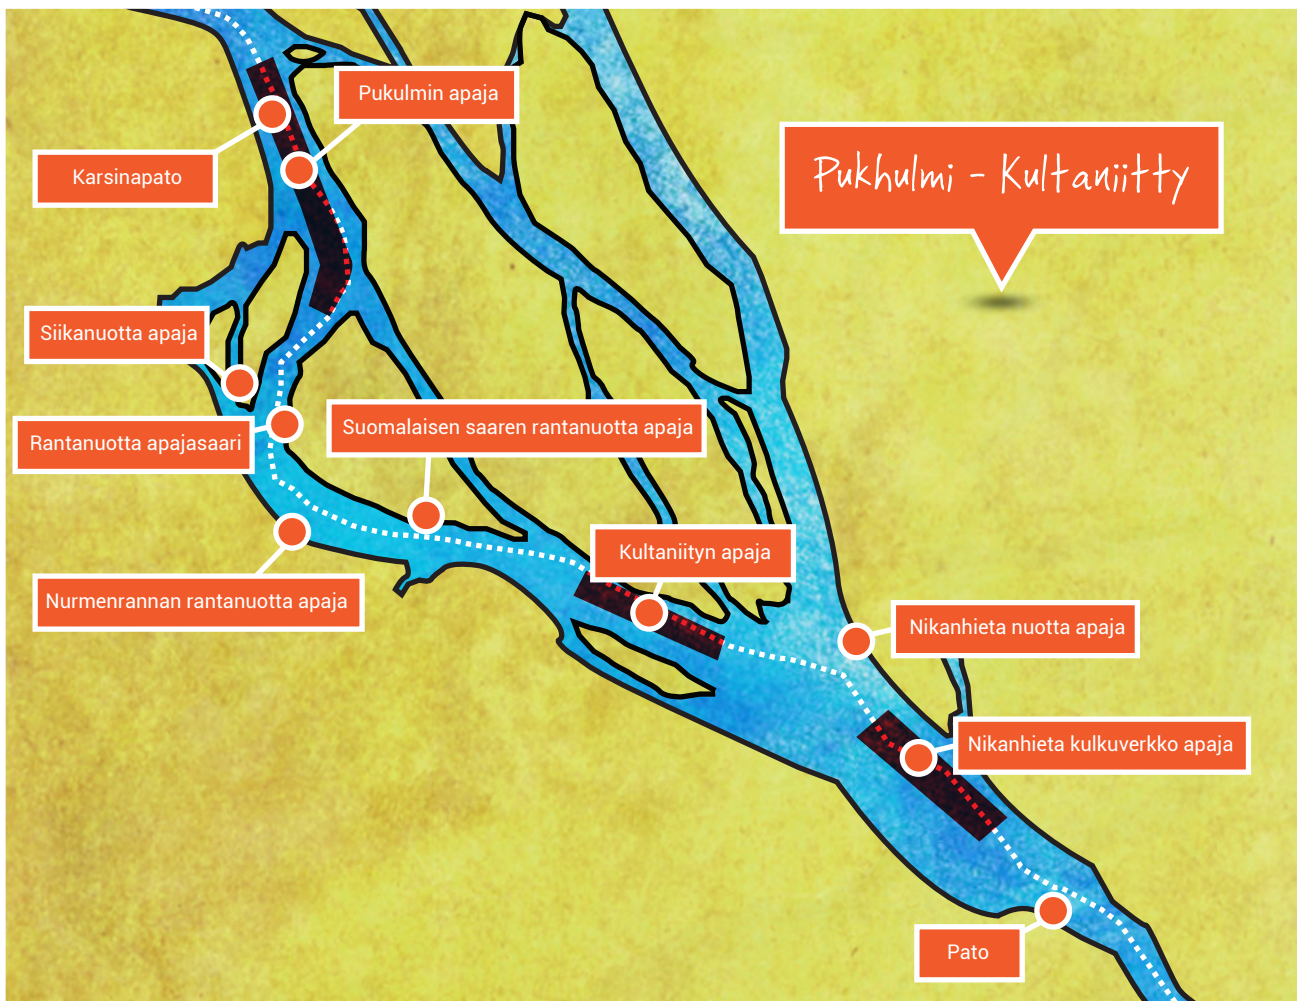 Pukulmin apaja
Karsinapato
Pukhulmi - Kultaniitty
Siikanuotta apaja
Rantanuotta apajasaari
Suomalaisen saaren rantanuotta apaja
Kultaniityn apaja
Nurmenrannan rantanuotta apaja
Nikanhieta nuotta apaja
Nikanhieta kulkuverkko apaja
Pato